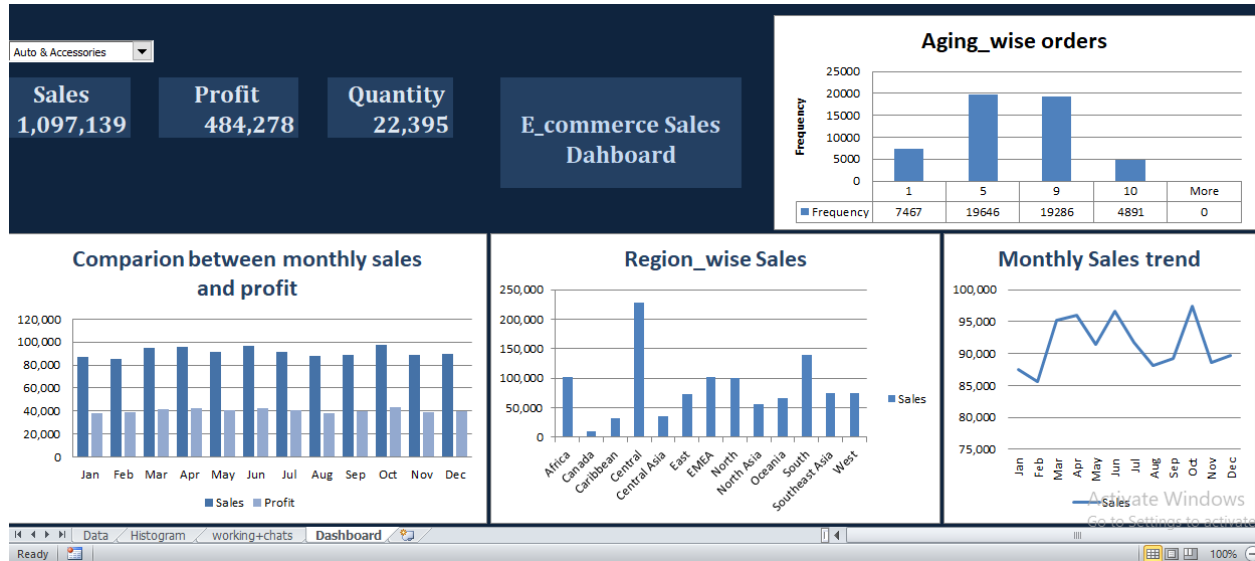 Auto & Accessories
Sales
1,097,139
Profit
484,278
Quantity
22,395
E_commerce Sales
Dahboard
Aging_wise orders
Frequency
25000
20000
15000
10000
5000
0
1 5 9 10 More
Frequency 7467 19646 19286 4891 0
Comparion between monthly sales
and profit
120,000
100,000
80,000
60,000
40,000
20,000
0
Jan Feb Mar Apr May Jun Jul Aug Sep Oct Nov Dec
Sales Profit
Region_wise Sales
250,000
200,000
150,000
100,000
50,000
0
Africa
Canada
Caribbean
Central
Central Asia
East
EMEA
North
North Asia
Oceania
South
Southeast Asia
West
Sales
Monthly Sales trend
100,000
95,000
90,000
85,000
80,000
75,000
Jan
Feb
Mar
Apr
May
Jun
Jul
Aug
Sep
Oct
Nov
Dec
Sales
Activate Windows
Go to Settings to activate
Data Histogram working+chats Dashboard
Ready 100%